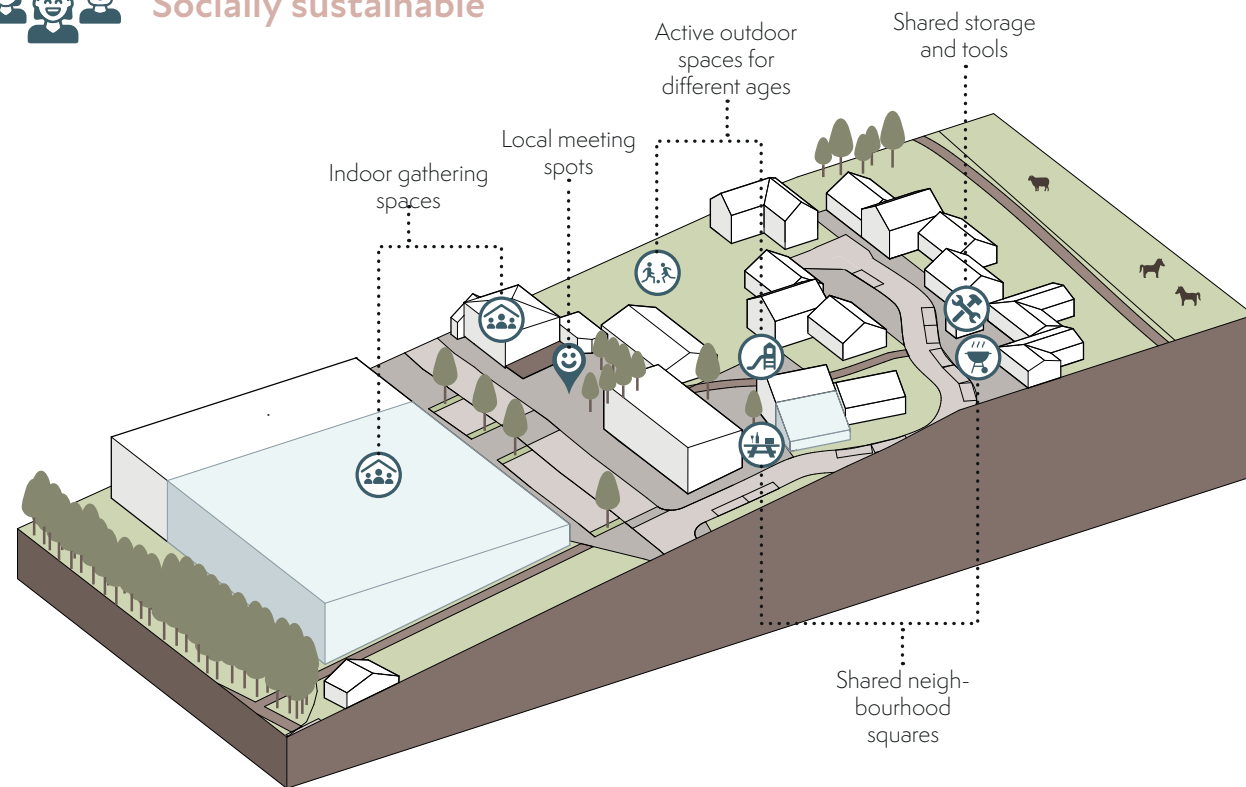 Socially sustainable
Shared storage
and tools
Active outdoor
spaces for
different ages
Local meeting
spots
Indoor gathering
spaces
Shared neigh-
bourhood
squares